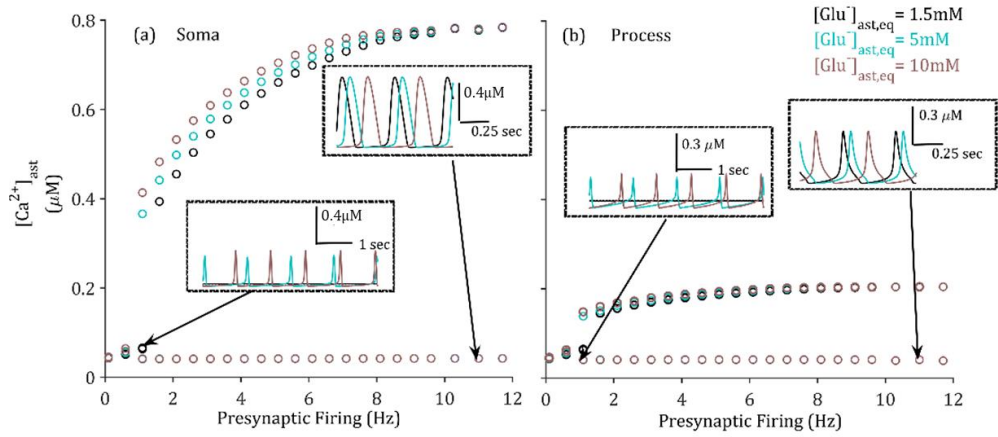 [Glu⁻]ast,eq = 1.5mM
[Glu⁻]ast,eq = 5mM
[Glu⁻]ast,eq = 10mM
(a) Soma
(b) Process
0.8
0.6
0.4
0.2
0
[Ca²⁺]ast
(μM)
0.4μM
0.25 sec
0.4μM
1 sec
0.3 μM
1 sec
0.3 μM
0.25 sec
0 2 4 6 8 10 12
Presynaptic Firing (Hz)
0 2 4 6 8 10 12
Presynaptic Firing (Hz)